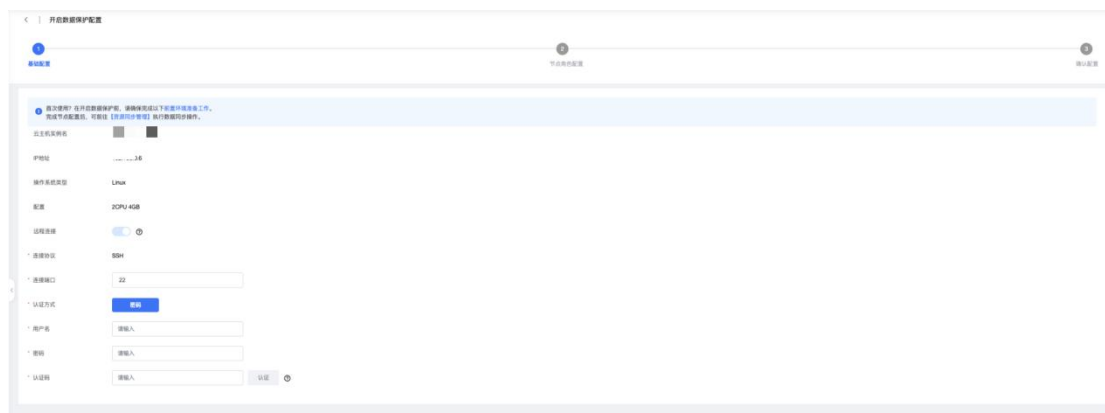 开启数据保护配置
1
2
3
基础配置
节点角色配置
确认配置
首次使用？在开启数据保护前，请确保完成以下前置环境准备工作。
完成节点配置后，可前往【资源同步管理】执行数据同步操作。
云主机实例名
IP地址
操作系统类型 Linux
配置 2CPU 4GB
远程连接
* 连接协议 SSH
* 连接端口 22
* 认证方式 密码
* 用户名 请输入
* 密码 请输入
* 认证码 请输入 认证